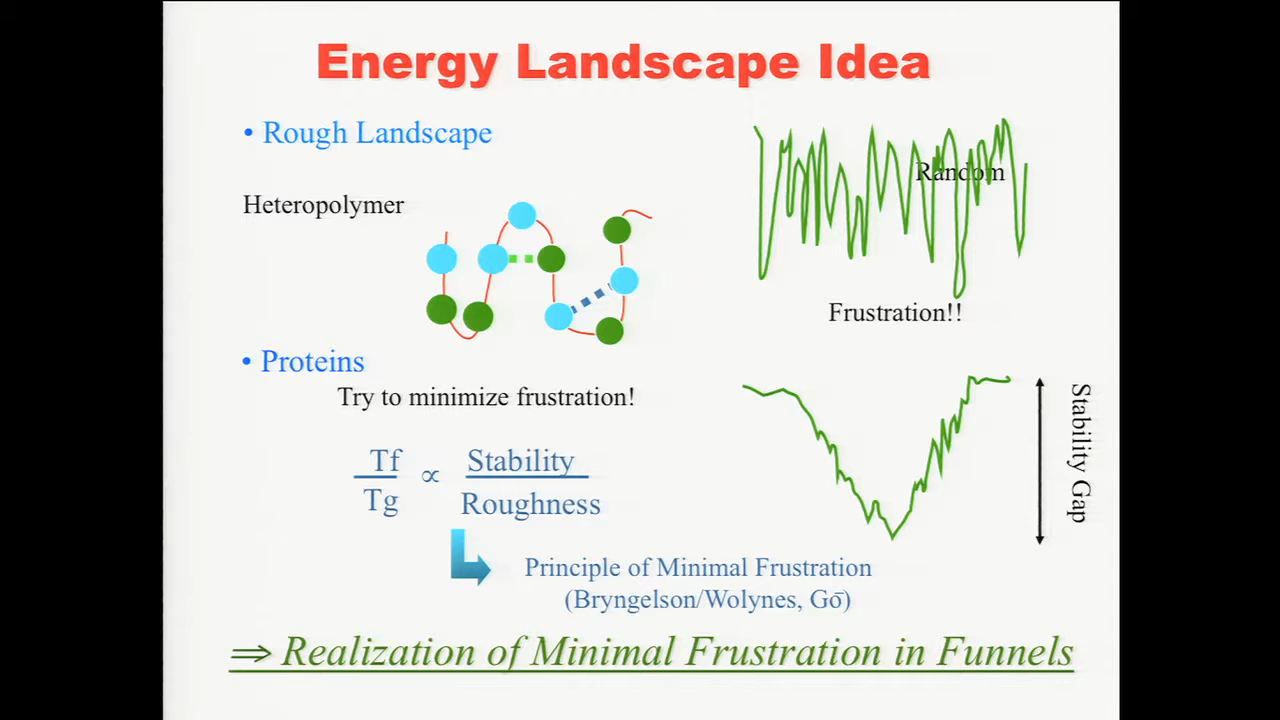 Energy Landscape Idea
• Rough Landscape
Random
Heteropolymer
Frustration!!
• Proteins
Try to minimize frustration!
Stability Gap
Tf
Tg
∝
Stability
Roughness
Principle of Minimal Frustration
(Bryngelson/Wolynes, Gō)
⇒ Realization of Minimal Frustration in Funnels